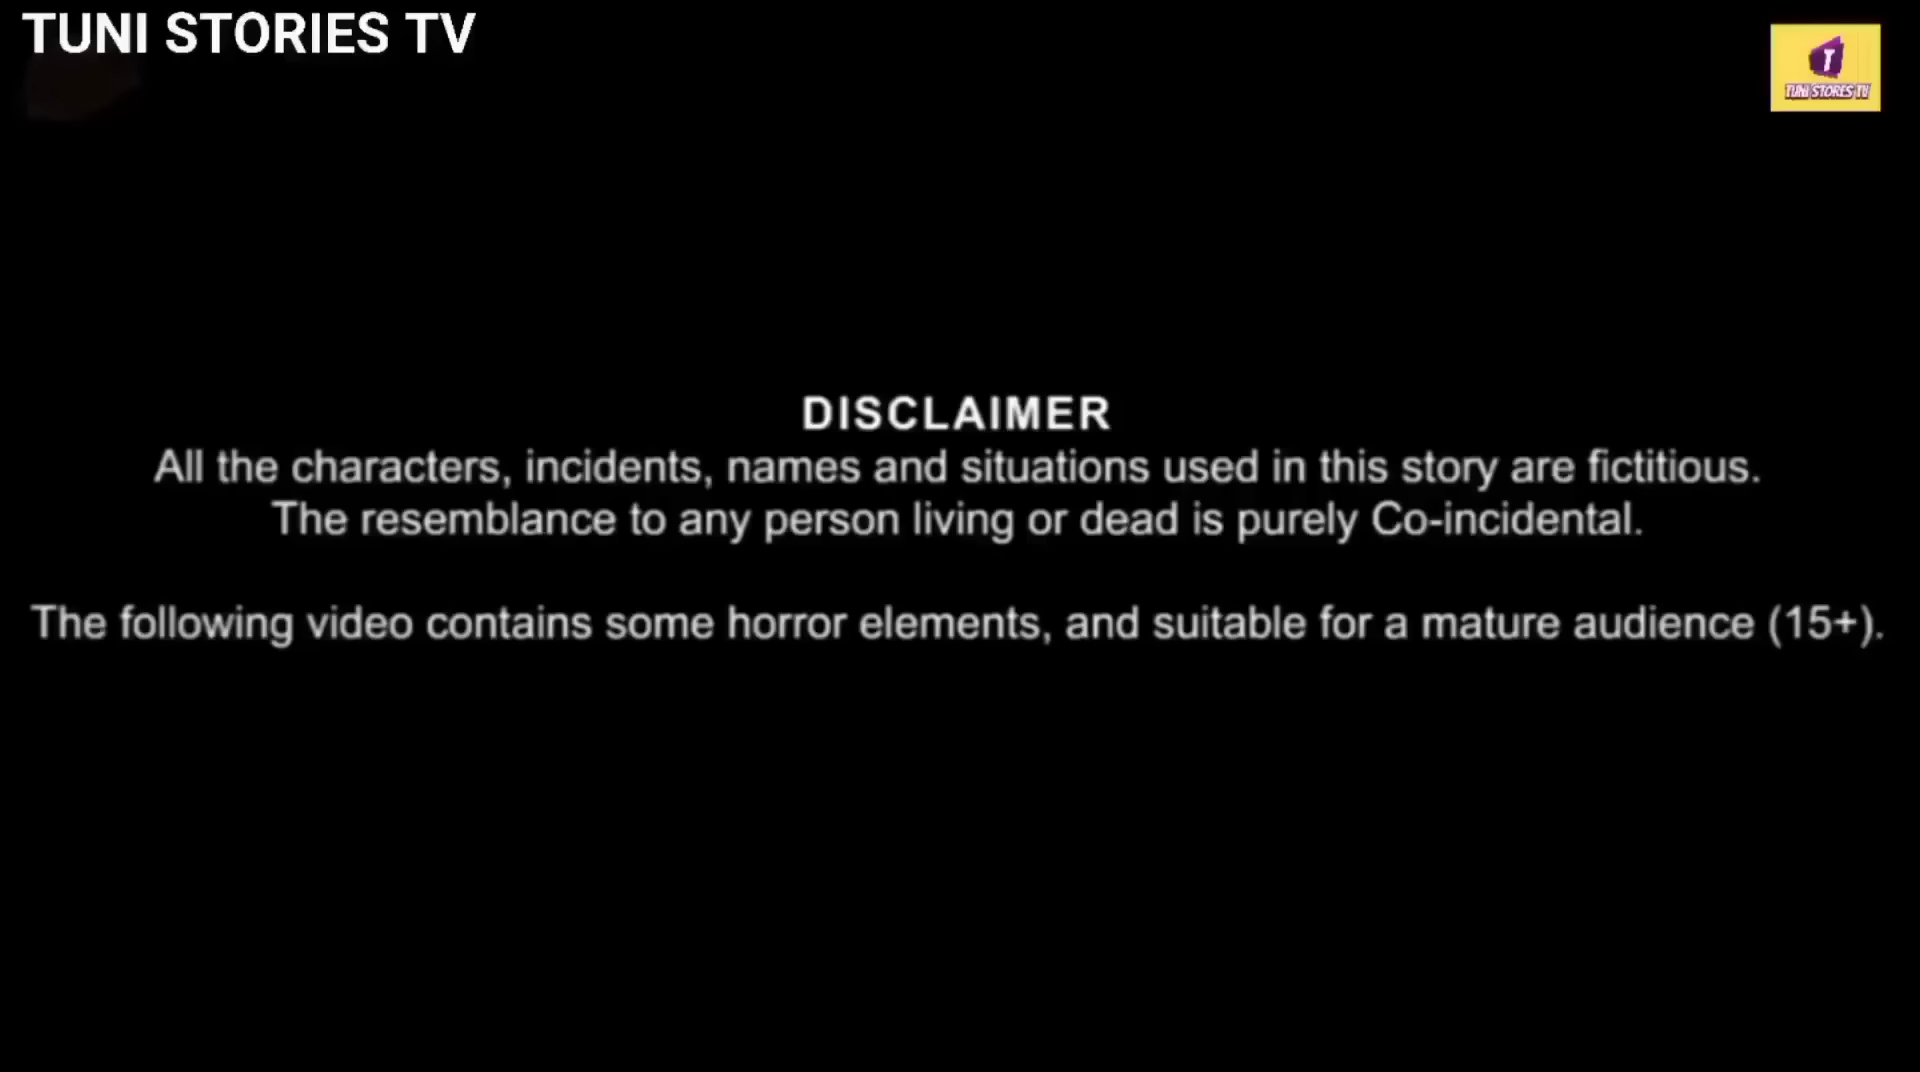 TUNI STORIES TV
T
TUNI STORES TV
DISCLAIMER
All the characters, incidents, names and situations used in this story are fictitious.
The resemblance to any person living or dead is purely Co-incidental.
The following video contains some horror elements, and suitable for a mature audience (15+).